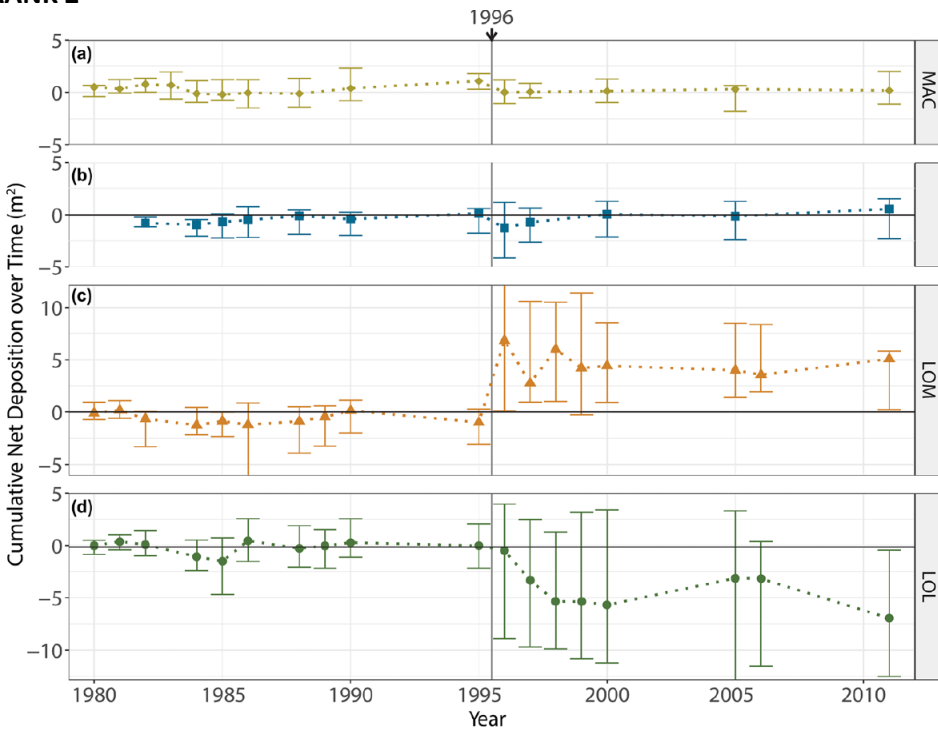 1996
(a)
5
0
−5
MAC
(b)
5
0
−5
(c)
10
5
0
−5
LOM
(d)
5
0
−5
−10
LOL
Cumulative Net Deposition over Time (m²)
1980 1985 1990 1995 2000 2005 2010
Year